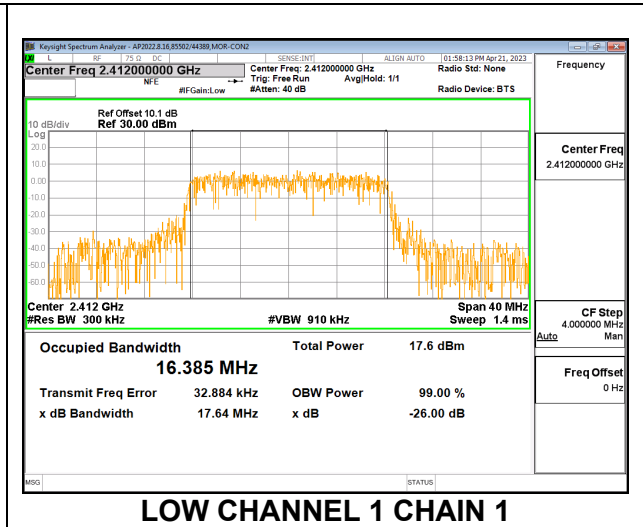 Keysight Spectrum Analyzer - AP2022.8.16,85502/44389,MOR-CON2
L RF 75 Ω DC SENSE:INT ALIGN AUTO 01:58:13 PM Apr 21, 2023
Center Freq 2.412000000 GHz
NFE
#IFGain:Low
Center Freq: 2.412000000 GHz
Trig: Free Run Avg|Hold: 1/1
#Atten: 40 dB
Radio Std: None
Radio Device: BTS
Frequency
Ref Offset 10.1 dB
10 dB/div Ref 30.00 dBm
Log
20.0
10.0
0.00
-10.0
-20.0
-30.0
-40.0
-50.0
-60.0
Center 2.412 GHz Span 40 MHz
#Res BW 300 kHz #VBW 910 kHz Sweep 1.4 ms
Occupied Bandwidth Total Power 17.6 dBm
16.385 MHz
Transmit Freq Error 32.884 kHz OBW Power 99.00 %
x dB Bandwidth 17.64 MHz x dB -26.00 dB
Center Freq
2.412000000 GHz
CF Step
4.000000 MHz
Auto Man
Freq Offset
0 Hz
MSG STATUS
LOW CHANNEL 1 CHAIN 1